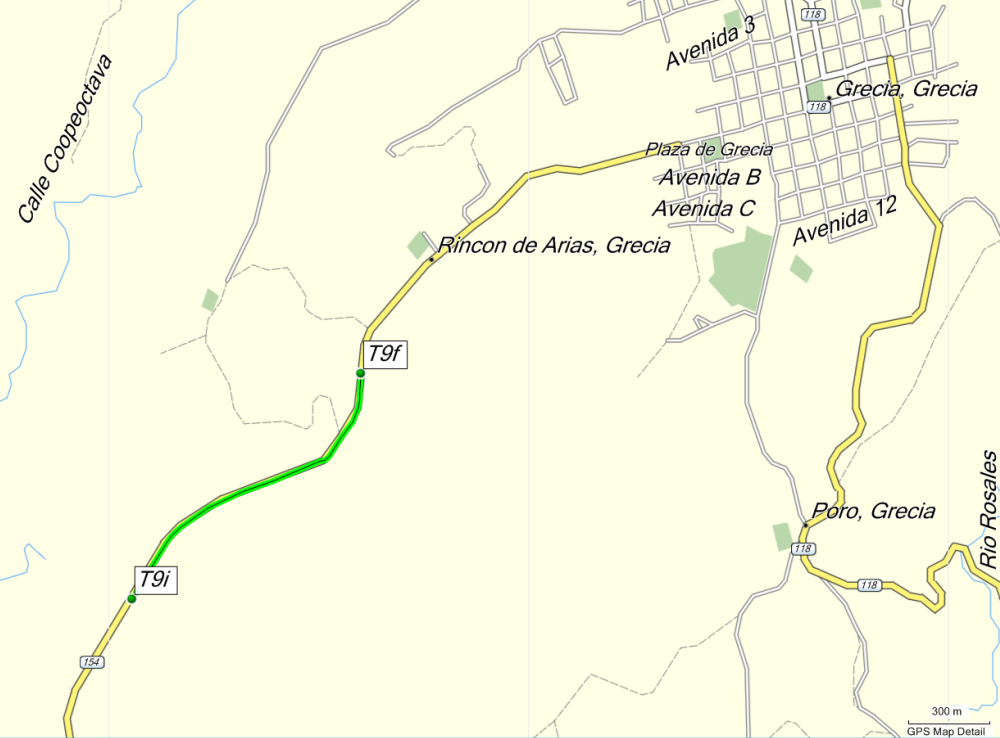 118
Avenida 3
Calle Coopeoctava
Grecia, Grecia
118
Plaza de Grecia
Avenida B
Avenida C
Avenida 12
Rincon de Arias, Grecia
T9f
Rio Rosales
Poro, Grecia
118
T9i
118
154
300 m
GPS Map Detail